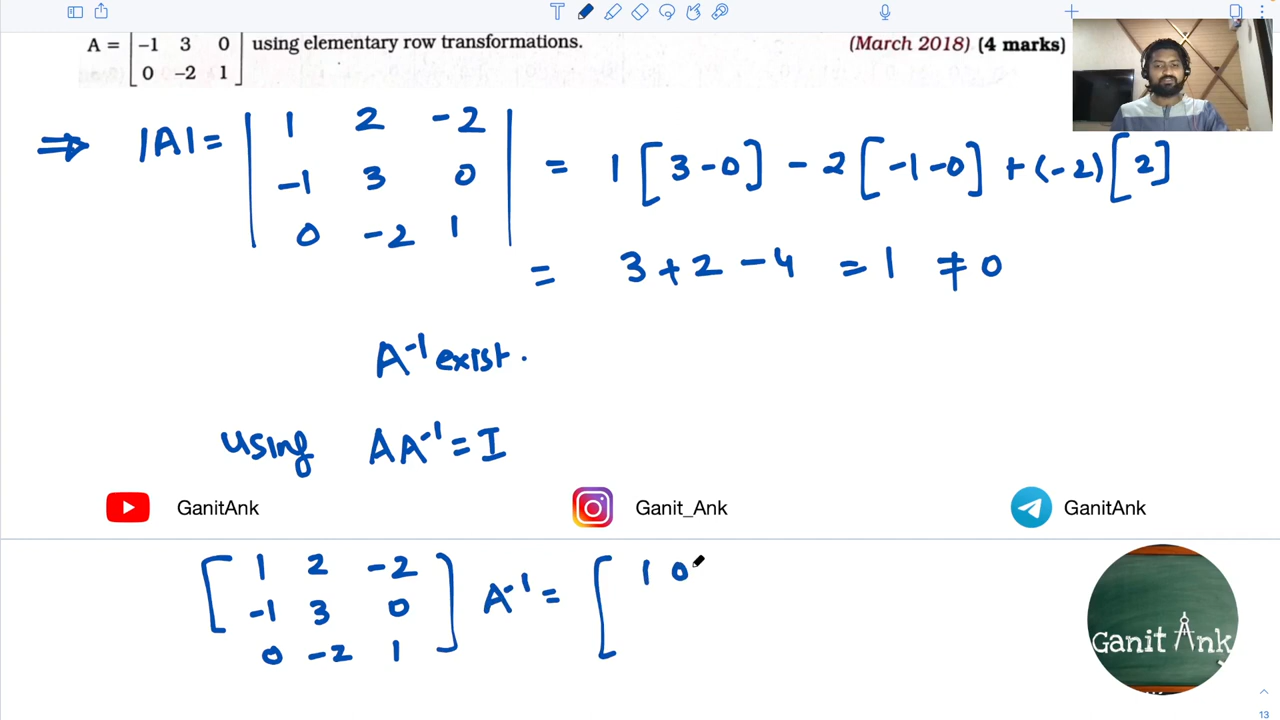 A = [ −1 3 0 ] using elementary row transformations. (March 2018) (4 marks)
0 −2 1
⇒ |A| = | 1 2 -2 | = 1 [3-0] - 2 [-1-0] + (-2) [2]
-1 3 0
0 -2 1
= 3+2-4 = 1 ≠ 0
A⁻¹ exist.
using AA⁻¹ = I
GanitAnk Ganit_Ank GanitAnk
[ 1 2 -2 ] A⁻¹ = [ 1 0
-1 3 0
0 -2 1
Ganit Ank
13